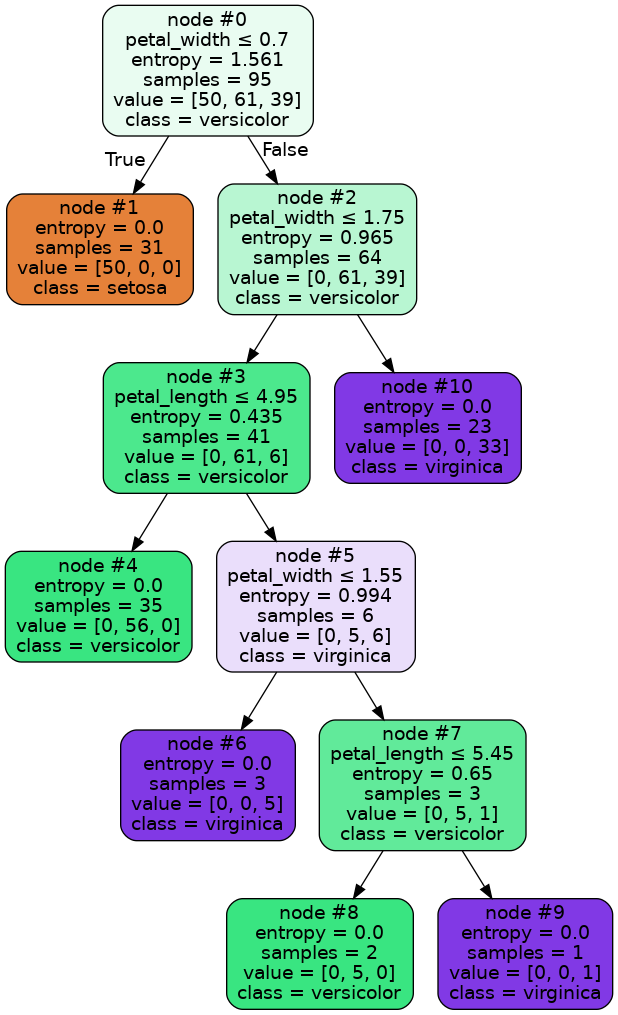 node #0
petal_width ≤ 0.7
entropy = 1.561
samples = 95
value = [50, 61, 39]
class = versicolor
True
False
node #1
entropy = 0.0
samples = 31
value = [50, 0, 0]
class = setosa
node #2
petal_width ≤ 1.75
entropy = 0.965
samples = 64
value = [0, 61, 39]
class = versicolor
node #3
petal_length ≤ 4.95
entropy = 0.435
samples = 41
value = [0, 61, 6]
class = versicolor
node #10
entropy = 0.0
samples = 23
value = [0, 0, 33]
class = virginica
node #4
entropy = 0.0
samples = 35
value = [0, 56, 0]
class = versicolor
node #5
petal_width ≤ 1.55
entropy = 0.994
samples = 6
value = [0, 5, 6]
class = virginica
node #6
entropy = 0.0
samples = 3
value = [0, 0, 5]
class = virginica
node #7
petal_length ≤ 5.45
entropy = 0.65
samples = 3
value = [0, 5, 1]
class = versicolor
node #8
entropy = 0.0
samples = 2
value = [0, 5, 0]
class = versicolor
node #9
entropy = 0.0
samples = 1
value = [0, 0, 1]
class = virginica